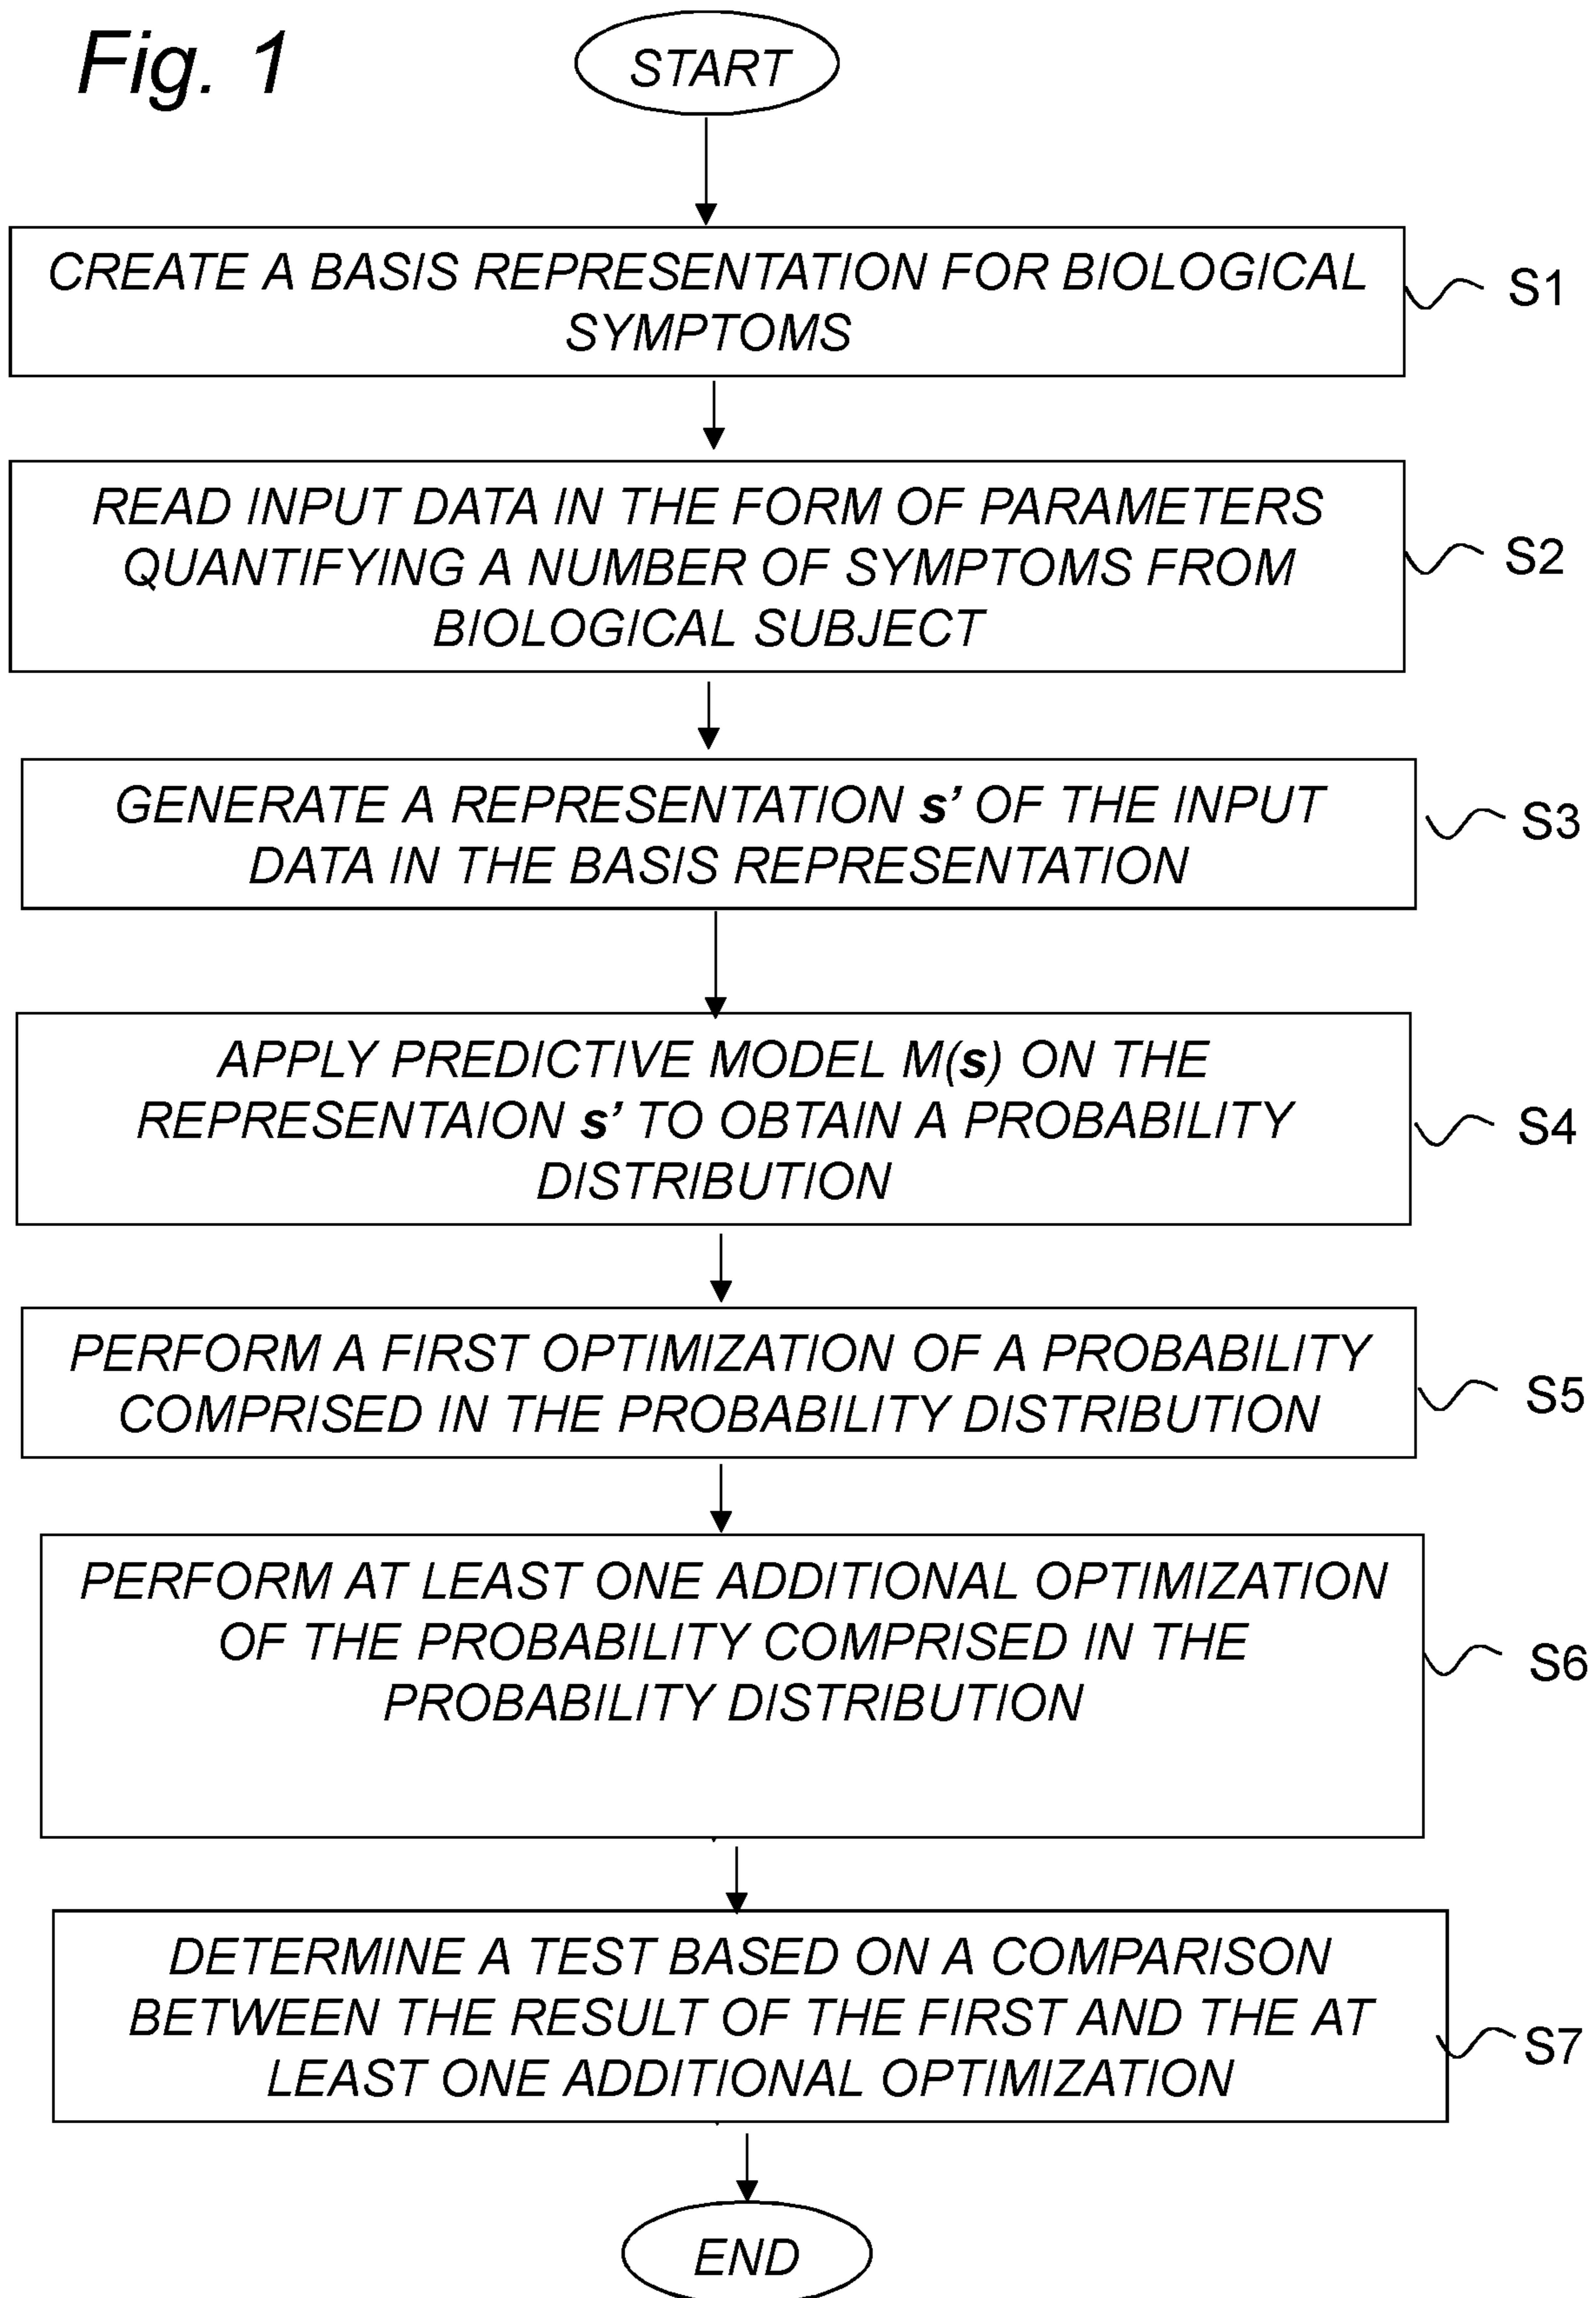 Fig. 1
START
CREATE A BASIS REPRESENTATION FOR BIOLOGICAL
SYMPTOMS
S1
READ INPUT DATA IN THE FORM OF PARAMETERS
QUANTIFYING A NUMBER OF SYMPTOMS FROM
BIOLOGICAL SUBJECT
S2
GENERATE A REPRESENTATION s’ OF THE INPUT
DATA IN THE BASIS REPRESENTATION
S3
APPLY PREDICTIVE MODEL M(s) ON THE
REPRESENTAION s’ TO OBTAIN A PROBABILITY
DISTRIBUTION
S4
PERFORM A FIRST OPTIMIZATION OF A PROBABILITY
COMPRISED IN THE PROBABILITY DISTRIBUTION
S5
PERFORM AT LEAST ONE ADDITIONAL OPTIMIZATION
OF THE PROBABILITY COMPRISED IN THE
PROBABILITY DISTRIBUTION
S6
DETERMINE A TEST BASED ON A COMPARISON
BETWEEN THE RESULT OF THE FIRST AND THE AT
LEAST ONE ADDITIONAL OPTIMIZATION
S7
END